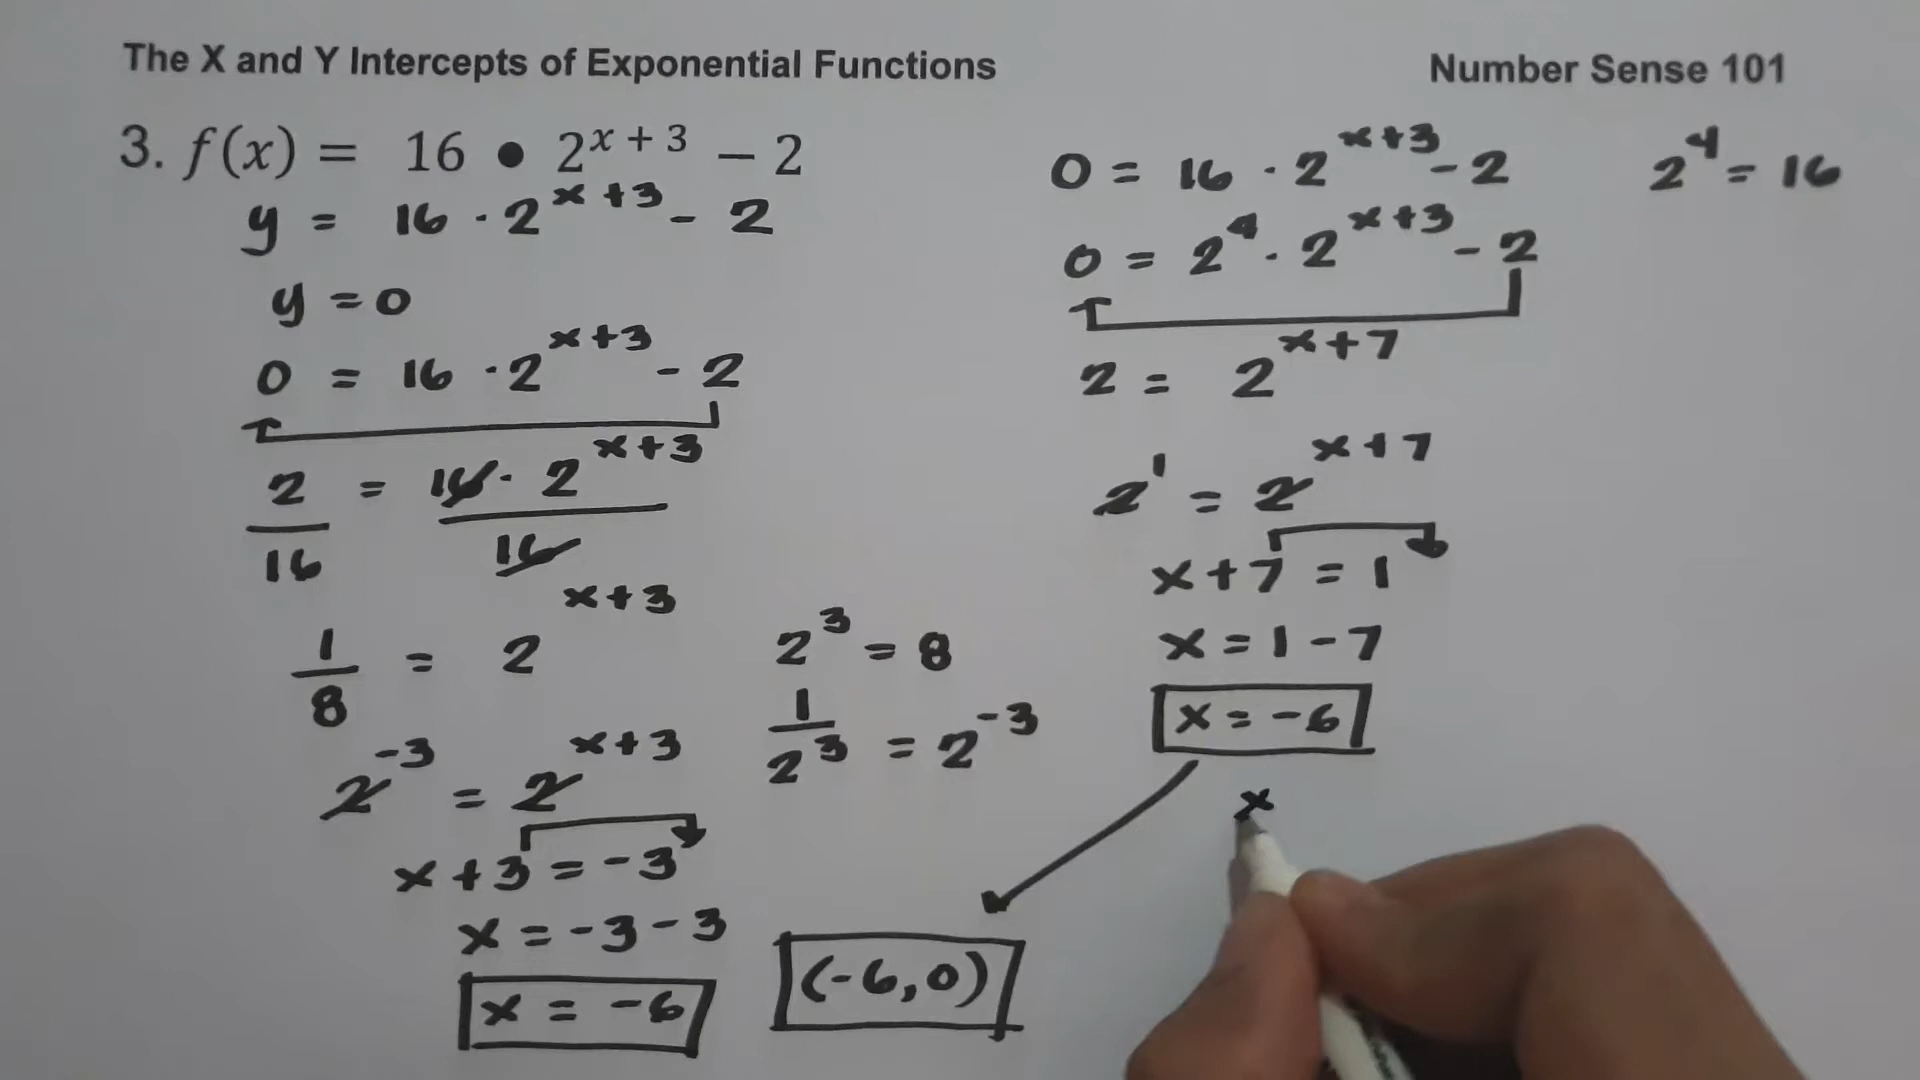 The X and Y Intercepts of Exponential Functions
Number Sense 101
3. f(x) = 16 • 2^{x + 3} − 2
y = 16 · 2^{x+3} - 2
y = 0
0 = 16 · 2^{x+3} - 2
2/16 = 16 · 2^{x+3}/16
1/8 = 2^{x+3}
2^{-3} = 2^{x+3}
x + 3 = -3
x = -3 - 3
x = -6
2^3 = 8
1/2^3 = 2^{-3}
(-6,0)
0 = 16 · 2^{x+3} - 2
0 = 2^4 · 2^{x+3} - 2
2 = 2^{x+7}
2^1 = 2^{x+7}
x + 7 = 1
x = 1 - 7
x = -6
x
2^4 = 16